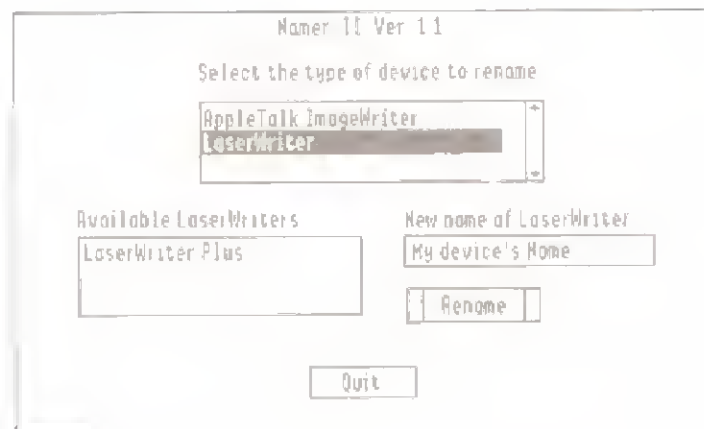 Namer II Ver 1.1
Select the type of device to rename
AppleTalk ImageWriter
LaserWriter
Available LaserWriters
New name of LaserWriter
LaserWriter Plus
My device's Name
Rename
Quit